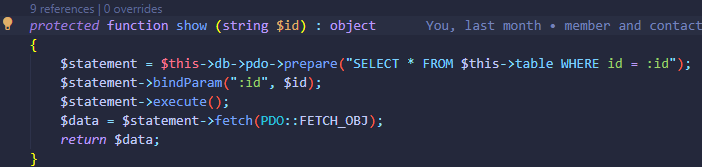 9 references | 0 overrides
protected function show (string $id) : object You, last month • member and contact
{
$statement = $this->db->pdo->prepare("SELECT * FROM $this->table WHERE id = :id");
$statement->bindParam(":id", $id);
$statement->execute();
$data = $statement->fetch(PDO::FETCH_OBJ);
return $data;
}